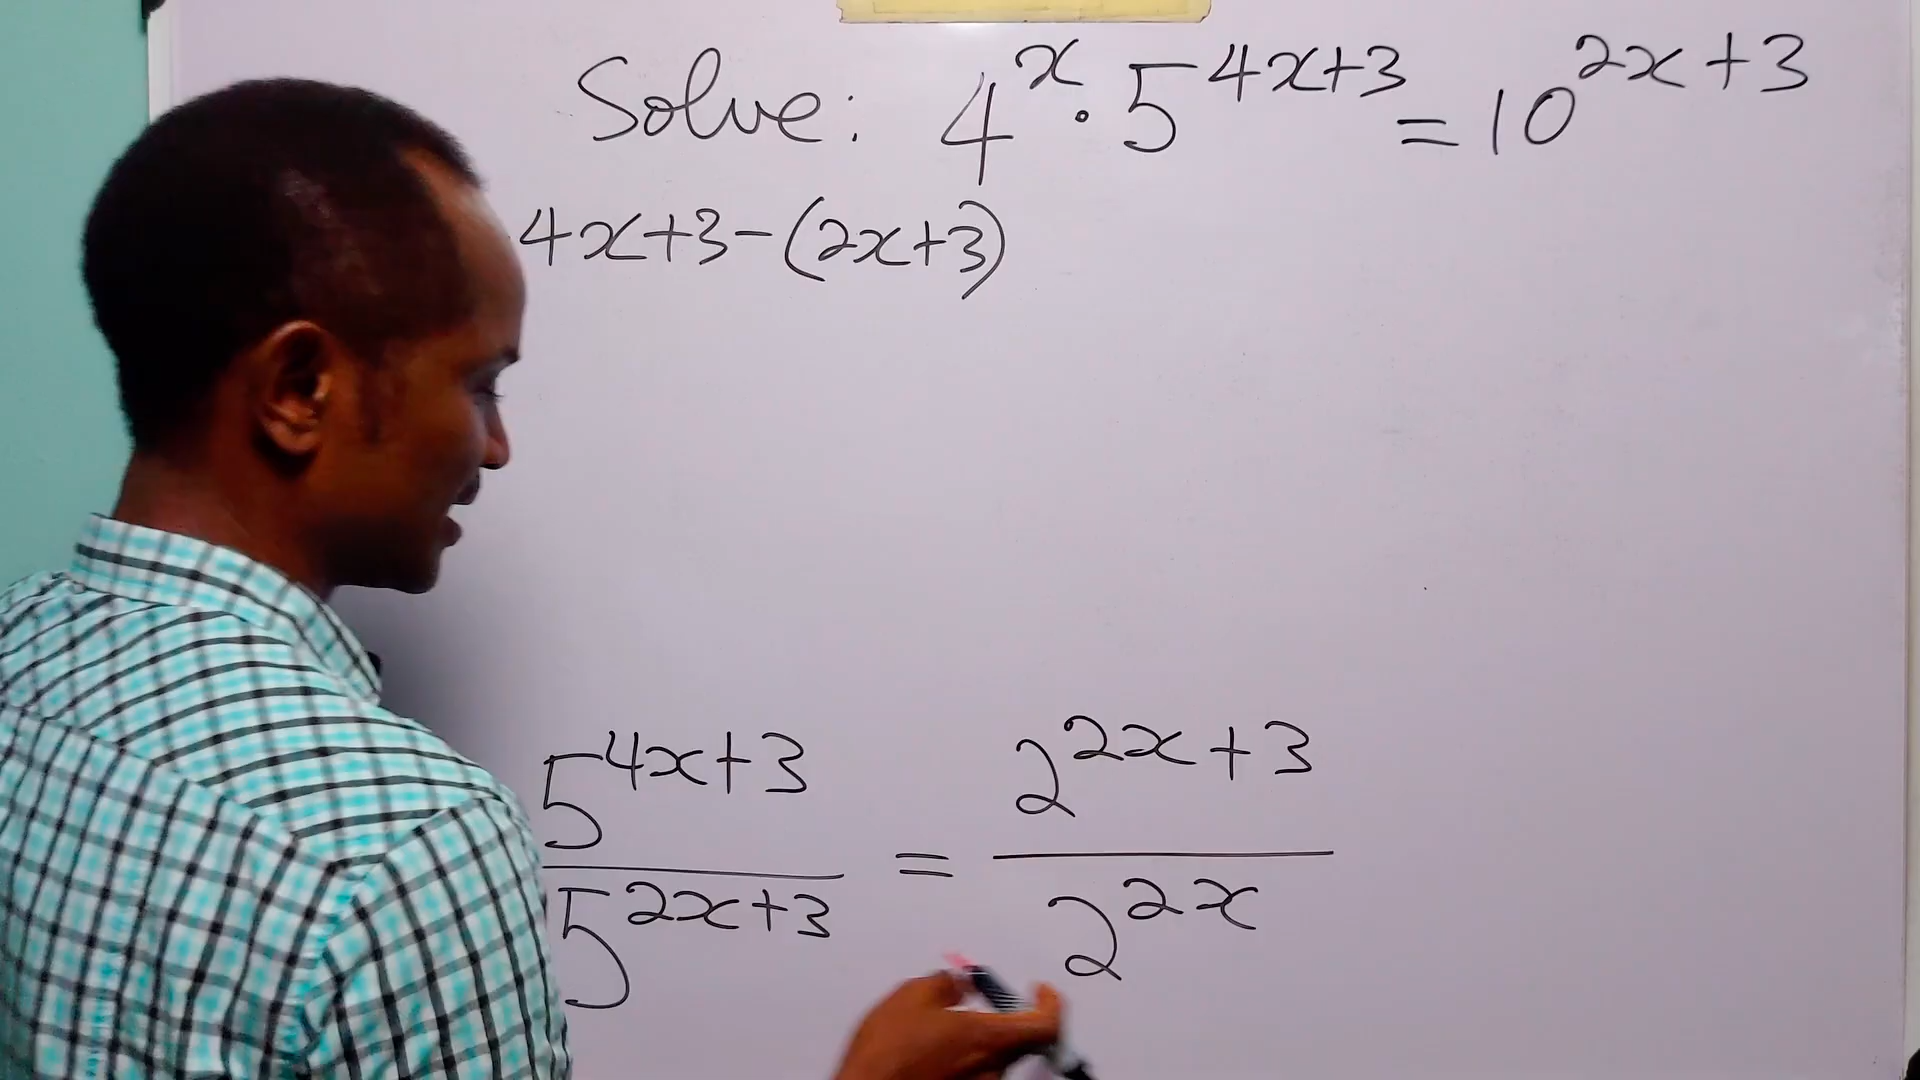 Solve: 4^x · 5^{4x+3} = 10^{2x+3}
4x+3-(2x+3)
5^{4x+3} / 5^{2x+3} = 2^{2x+3} / 2^{2x}